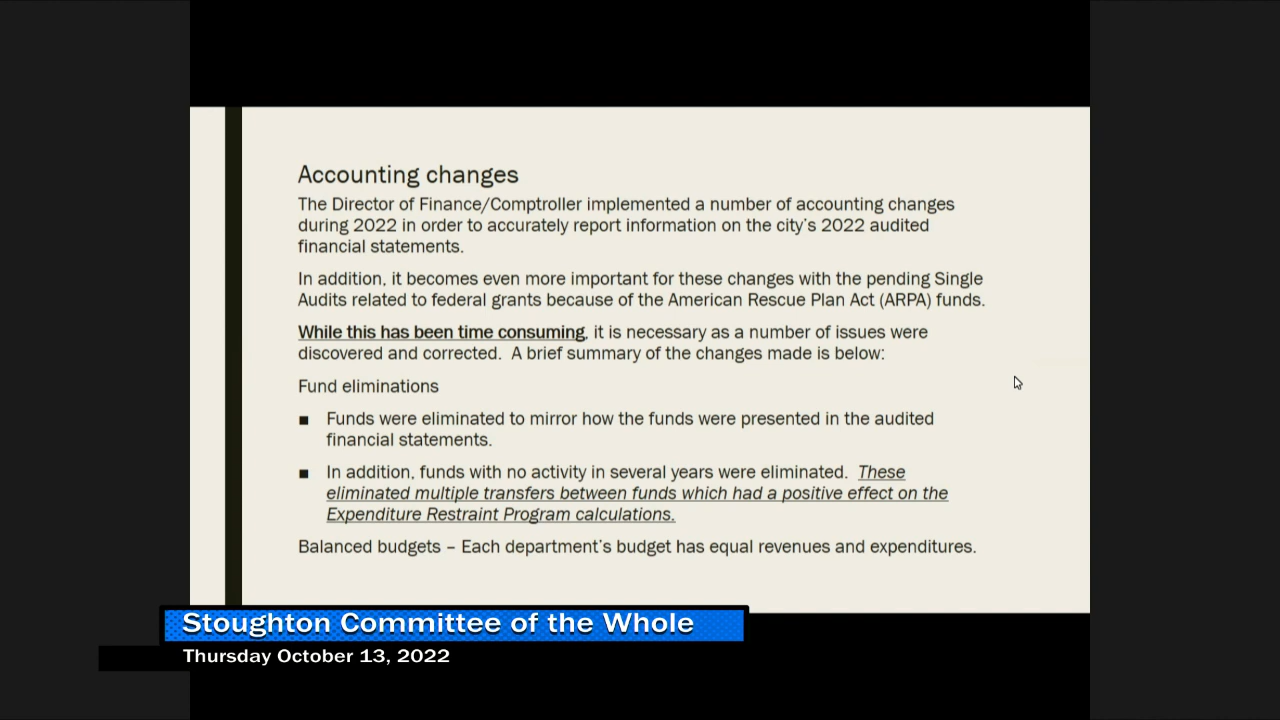 Accounting changes
The Director of Finance/Comptroller implemented a number of accounting changes
during 2022 in order to accurately report information on the city's 2022 audited
financial statements.
In addition, it becomes even more important for these changes with the pending Single
Audits related to federal grants because of the American Rescue Plan Act (ARPA) funds.
While this has been time consuming, it is necessary as a number of issues were
discovered and corrected.  A brief summary of the changes made is below:
Fund eliminations
■ Funds were eliminated to mirror how the funds were presented in the audited
financial statements.
■ In addition, funds with no activity in several years were eliminated.  These
eliminated multiple transfers between funds which had a positive effect on the
Expenditure Restraint Program calculations.
Balanced budgets – Each department's budget has equal revenues and expenditures.
Stoughton Committee of the Whole
Thursday October 13, 2022